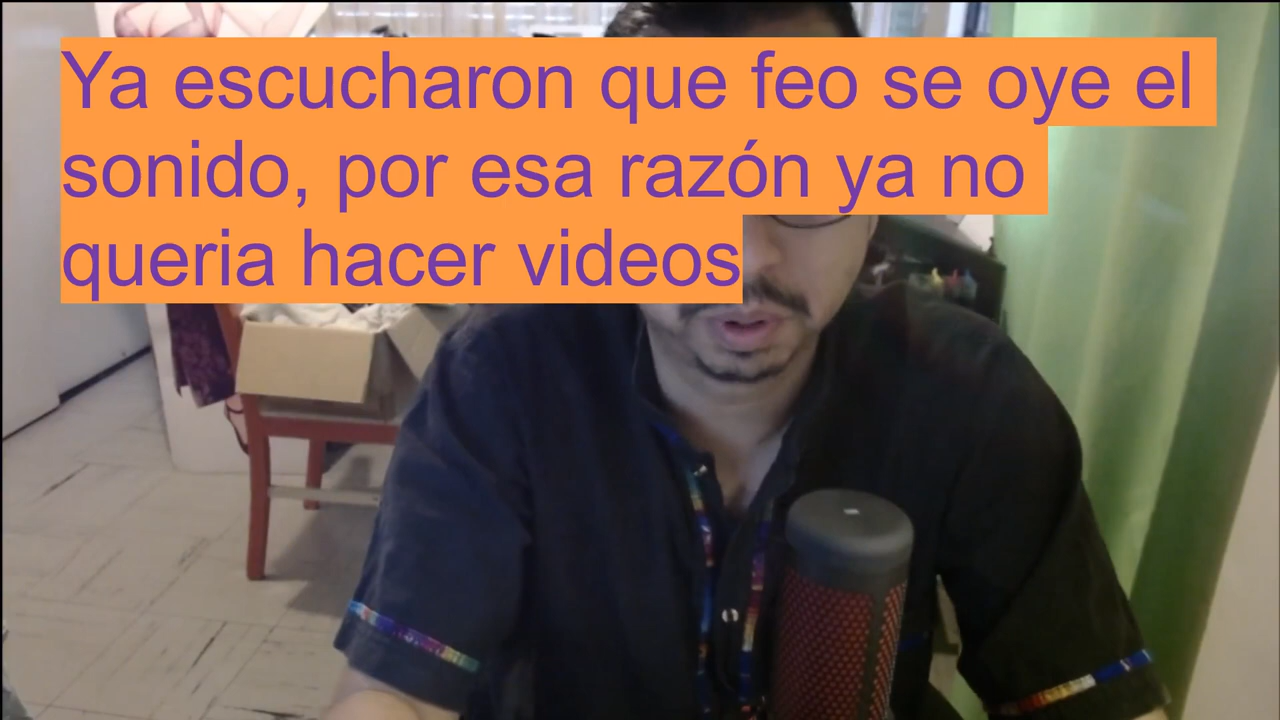 Ya escucharon que feo se oye el
sonido, por esa razón ya no
queria hacer videos